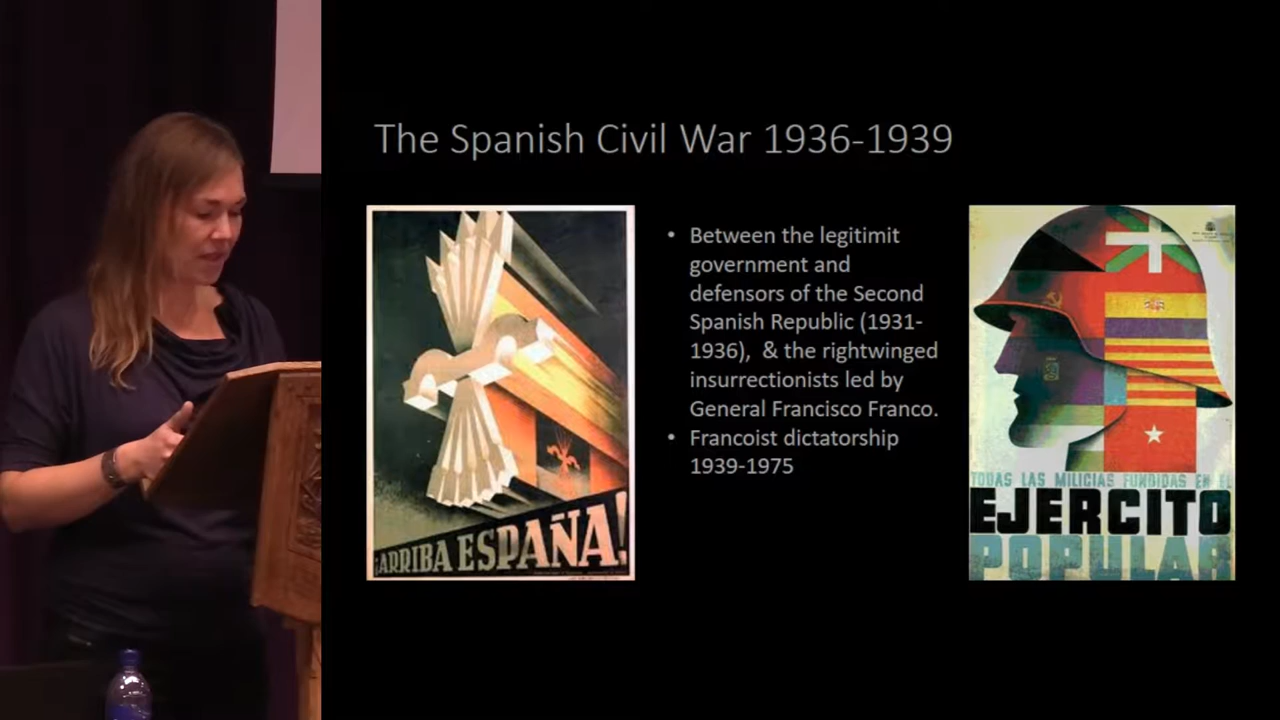 The Spanish Civil War 1936-1939
¡ARRIBA ESPAÑA!
• Between the legitimit
government and
defensors of the Second
Spanish Republic (1931-
1936), & the rightwinged
insurrectionists led by
General Francisco Franco.
• Francoist dictatorship
1939-1975
TODAS LAS MILICIAS FUNDIDAS EN EL
EJERCITO
POPULAR